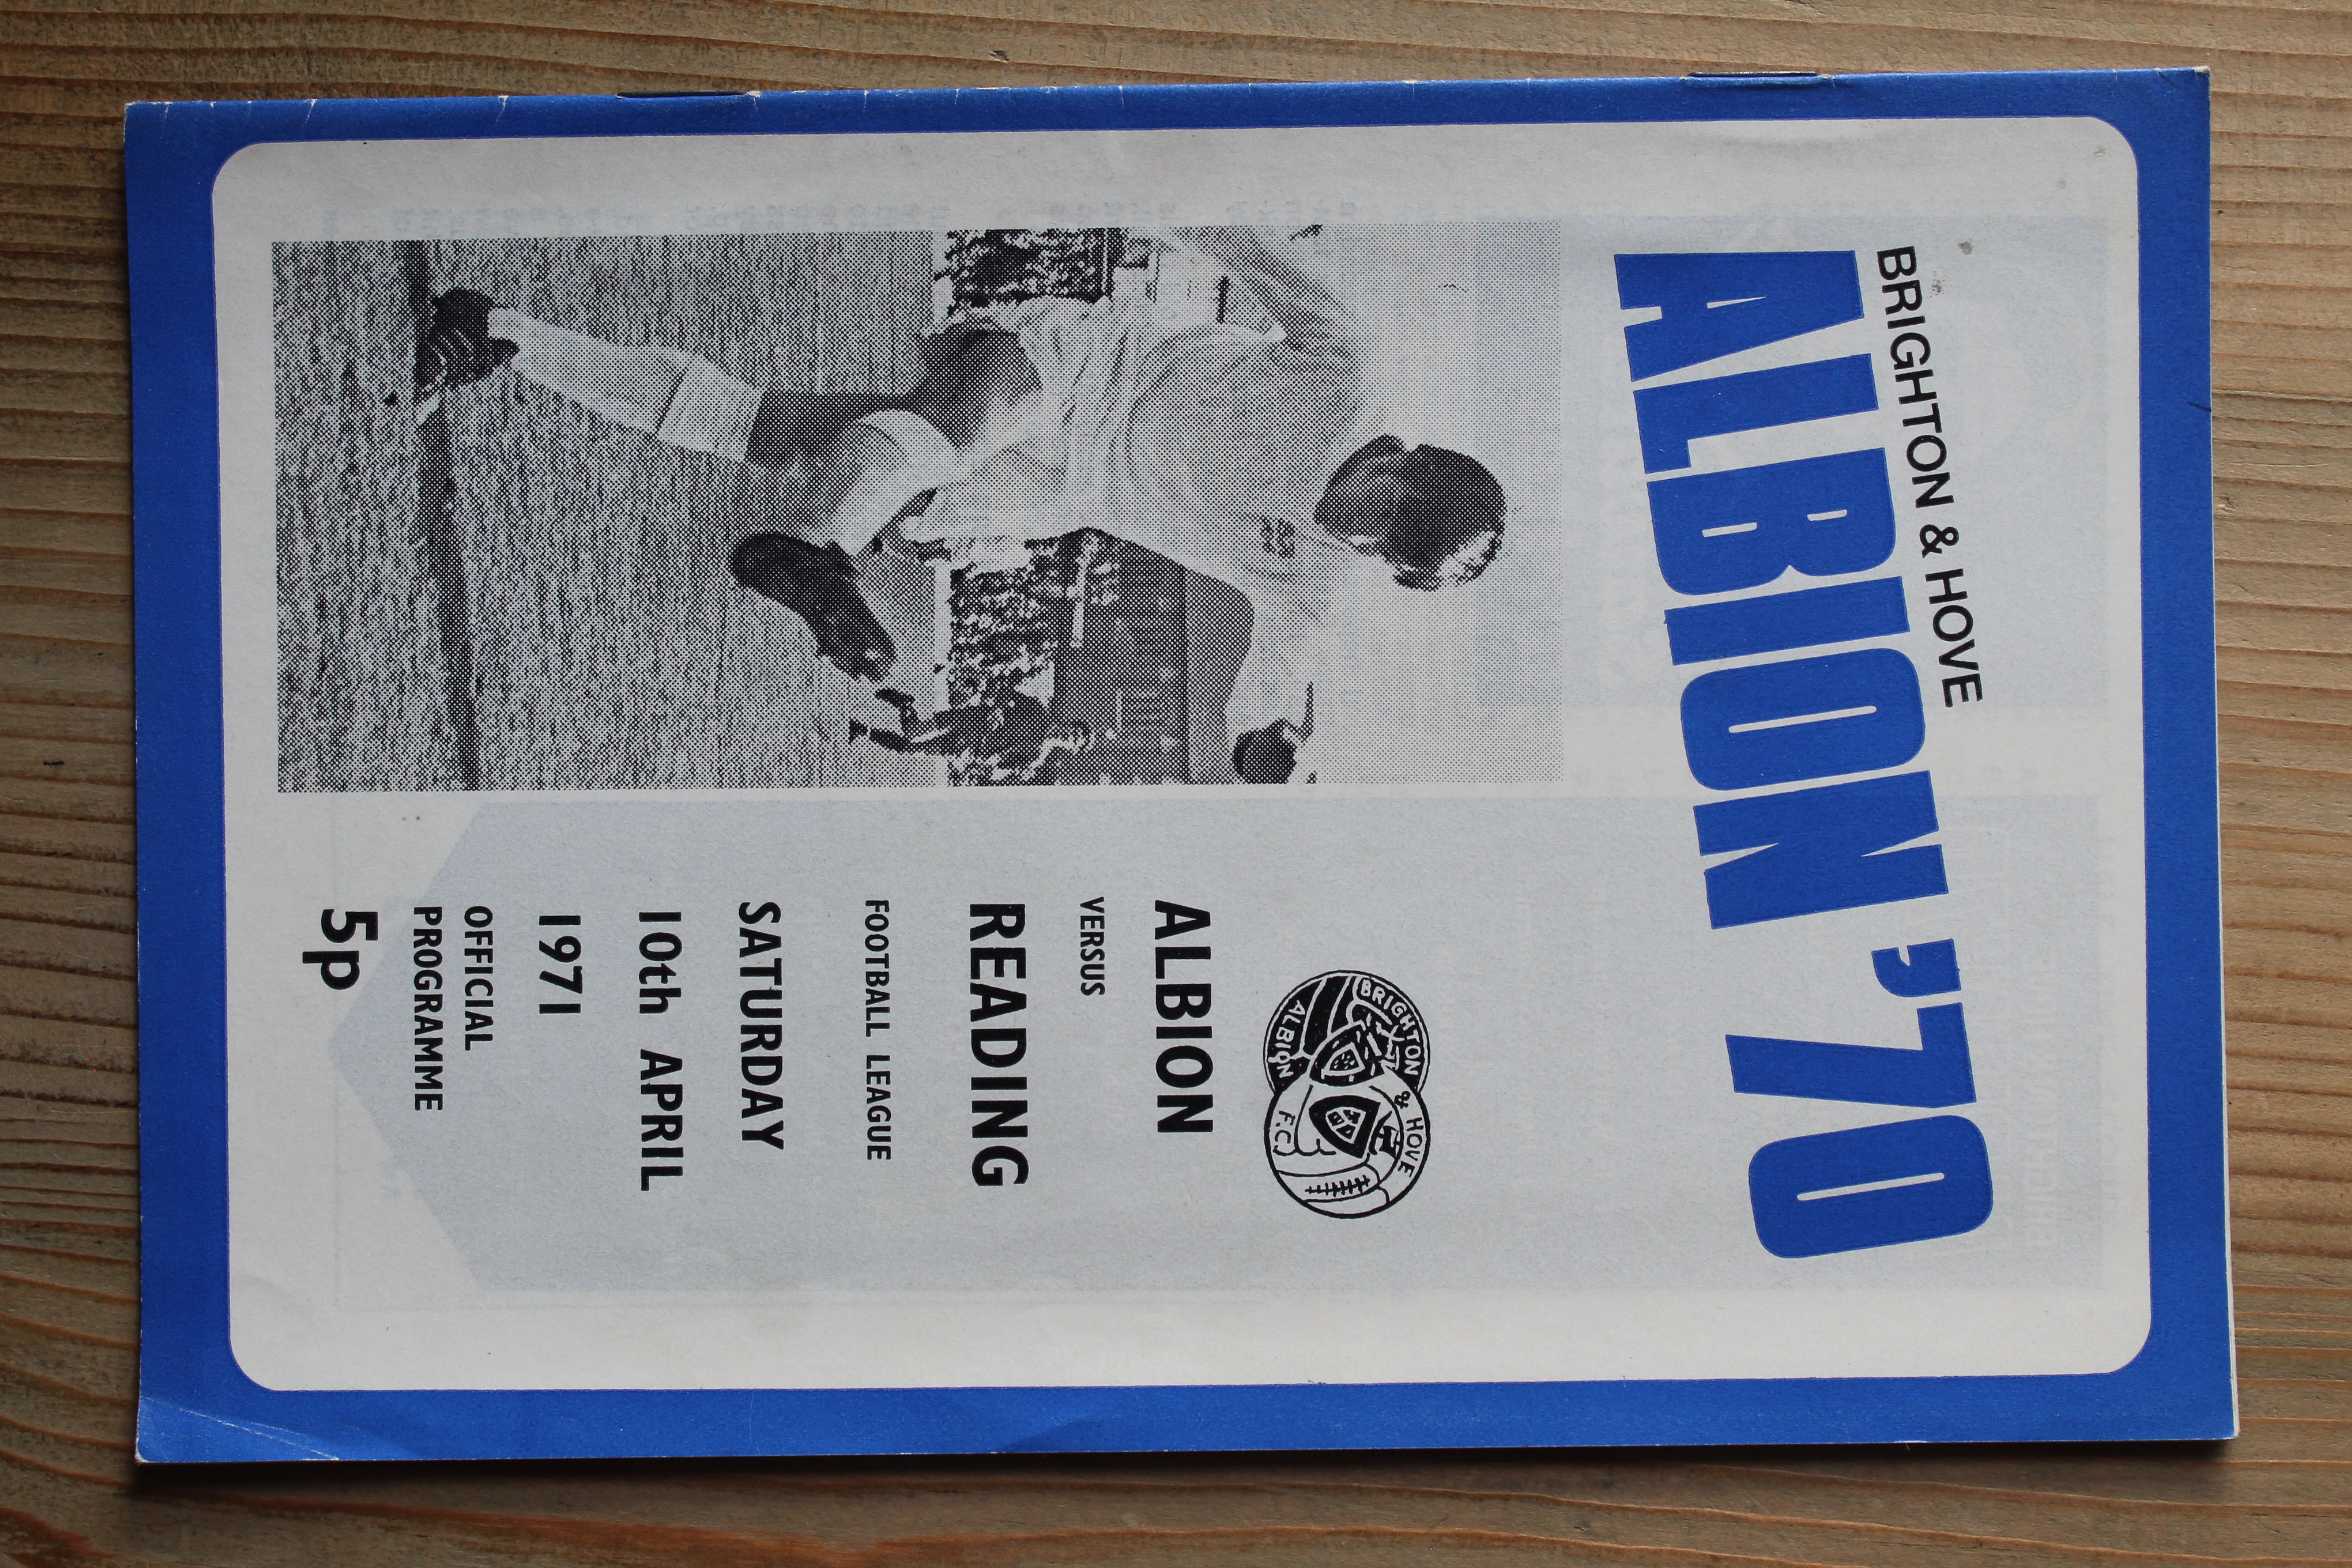 BRIGHTON & HOVE
ALBION '70
BRIGHTON & HOVE
ALBION F.C.
ALBION
VERSUS
READING
FOOTBALL LEAGUE
SATURDAY
10th APRIL
1971
OFFICIAL
PROGRAMME
5p